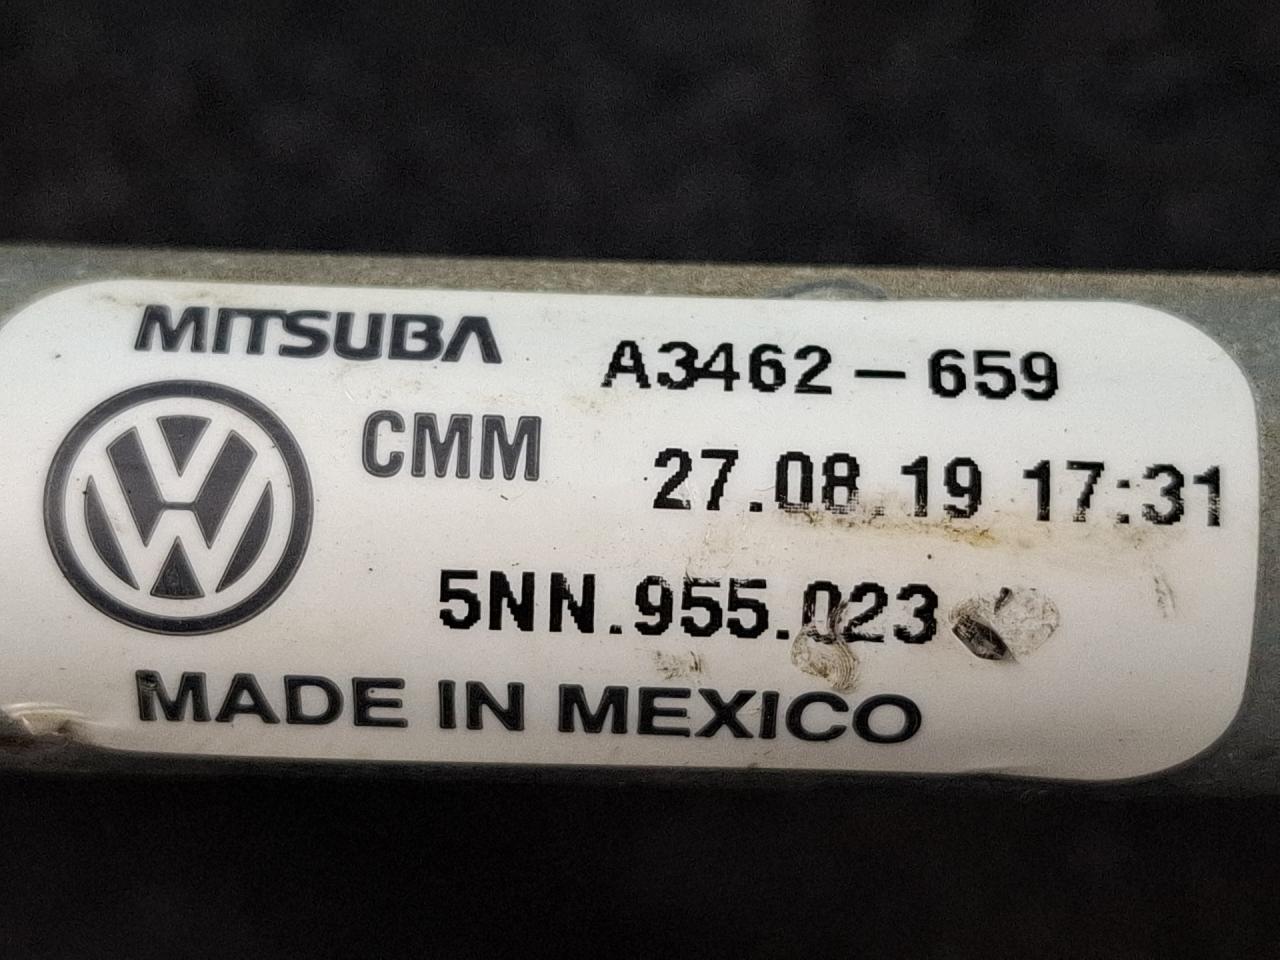 MITSUBA A3462-659
CMM 27.08.19 17:31
5NN.955.023
MADE IN MEXICO